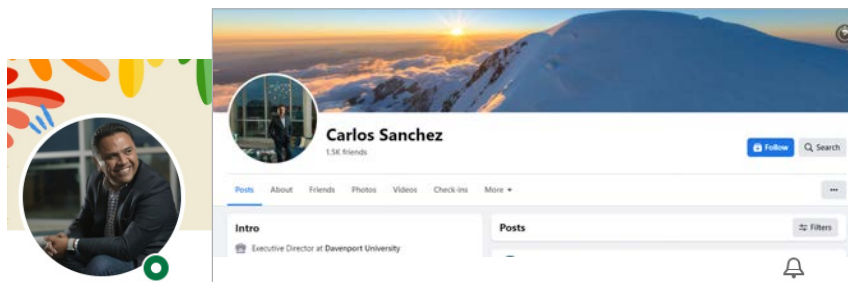 Carlos Sanchez
1.5K friends
Follow
Search
Posts About Friends Photos Videos Check-ins More
Intro
Executive Director at Davenport University
Posts
Filters